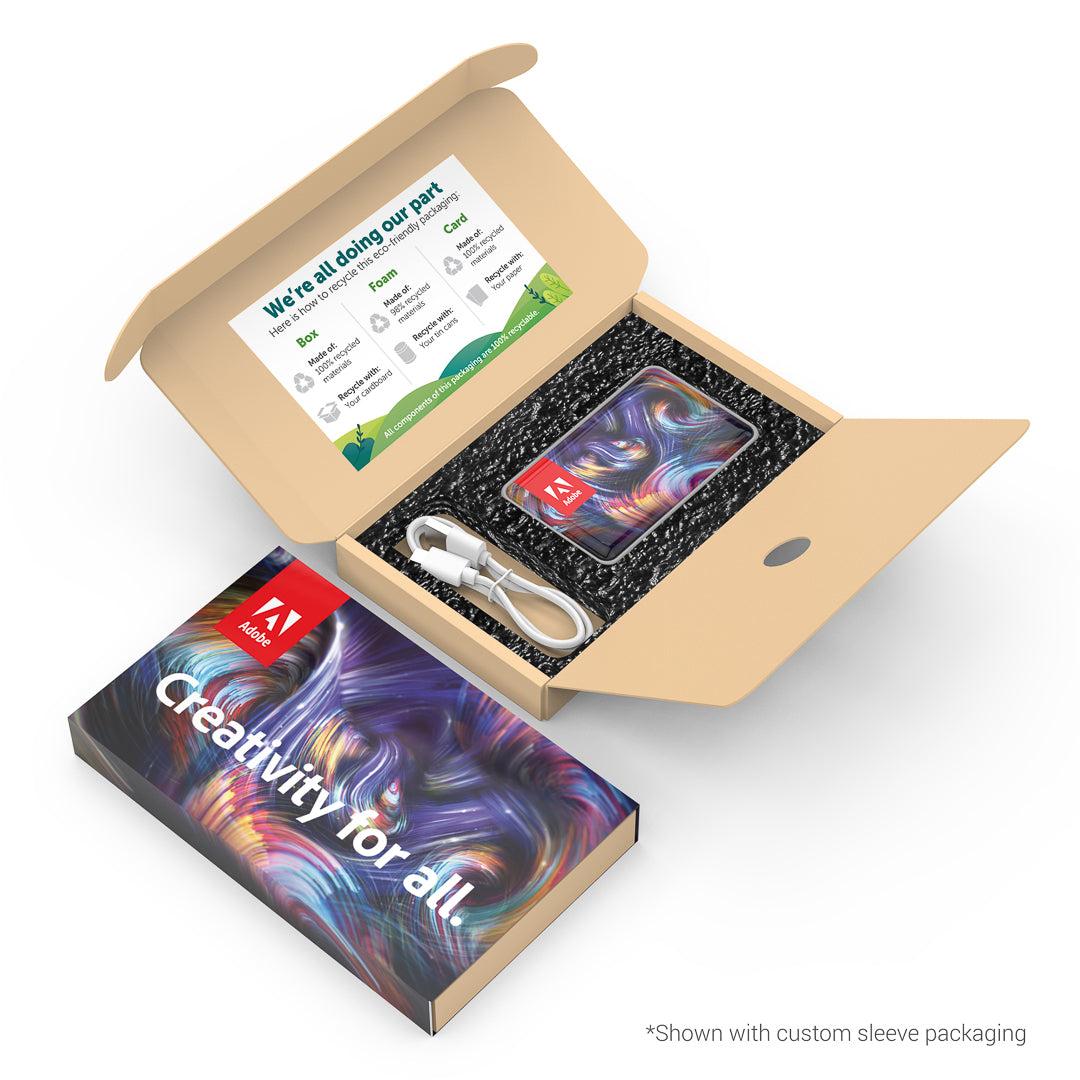 We're all doing our part
Here is how to recycle this eco-friendly packaging:
Box
Made of:
100% recycled
materials
Recycle with:
Your cardboard
Foam
Made of:
98% recycled
materials
Recycle with:
Your tin cans
Card
Made of:
100% recycled
materials
Recycle with:
Your paper
All components of this packaging are 100% recyclable.
Adobe
Adobe
Creativity for all.
*Shown with custom sleeve packaging